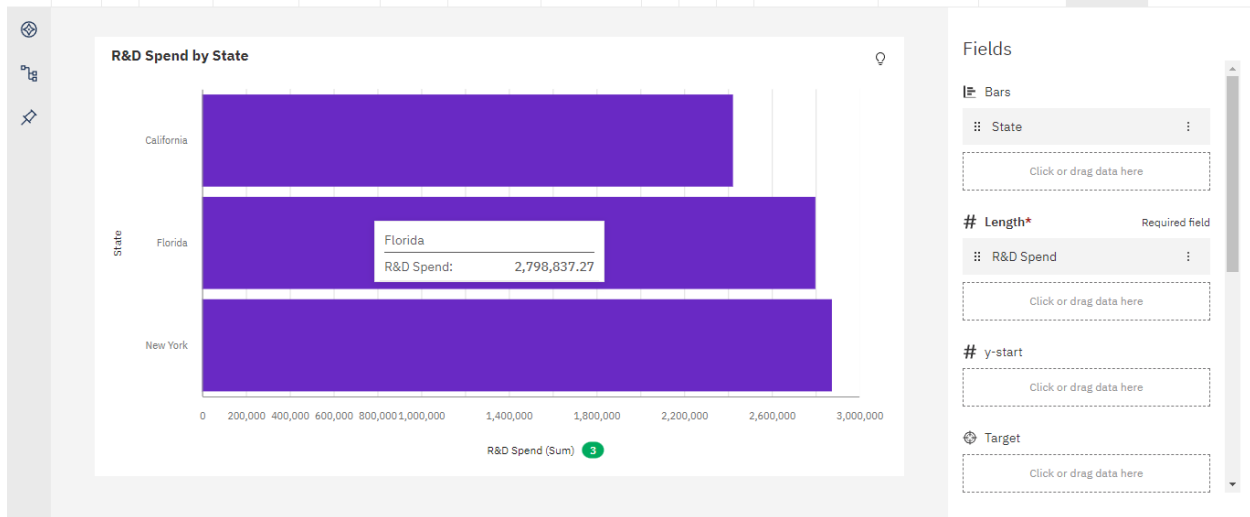 R&D Spend by State
State
California
Florida
New York
Florida
R&D Spend: 2,798,837.27
0 200,000 400,000 600,000 800,000 1,000,000 1,400,000 1,800,000 2,200,000 2,600,000 3,000,000
R&D Spend (Sum) 3
Fields
Bars
State
Click or drag data here
# Length* Required field
R&D Spend
Click or drag data here
# y-start
Click or drag data here
Target
Click or drag data here